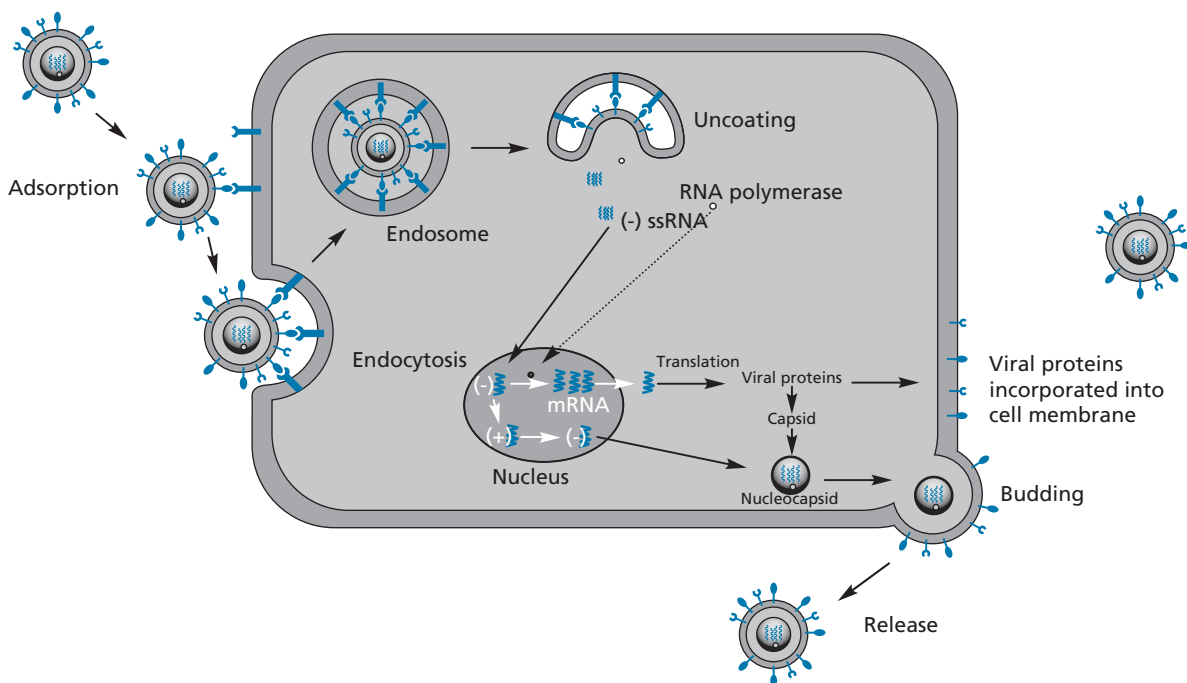 Adsorption
Endosome
Uncoating
RNA polymerase
(-) ssRNA
Endocytosis
(-)
mRNA
(+)
(-)
Nucleus
Translation
Viral proteins
Capsid
Nucleocapsid
Viral proteins
incorporated into
cell membrane
Budding
Release